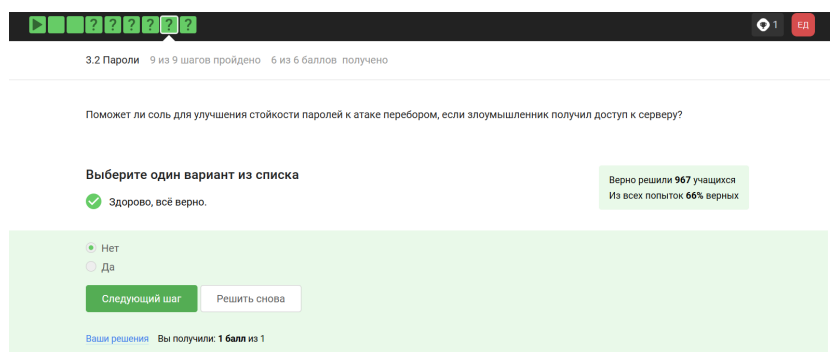 ? ? ? ? ? ?
1 ЕД
3.2 Пароли 9 из 9 шагов пройдено 6 из 6 баллов получено
Поможет ли соль для улучшения стойкости паролей к атаке перебором, если злоумышленник получил доступ к серверу?
Выберите один вариант из списка
Здорово, всё верно.
Верно решили 967 учащихся
Из всех попыток 66% верных
Нет
Да
Следующий шаг Решить снова
Ваши решения Вы получили: 1 балл из 1